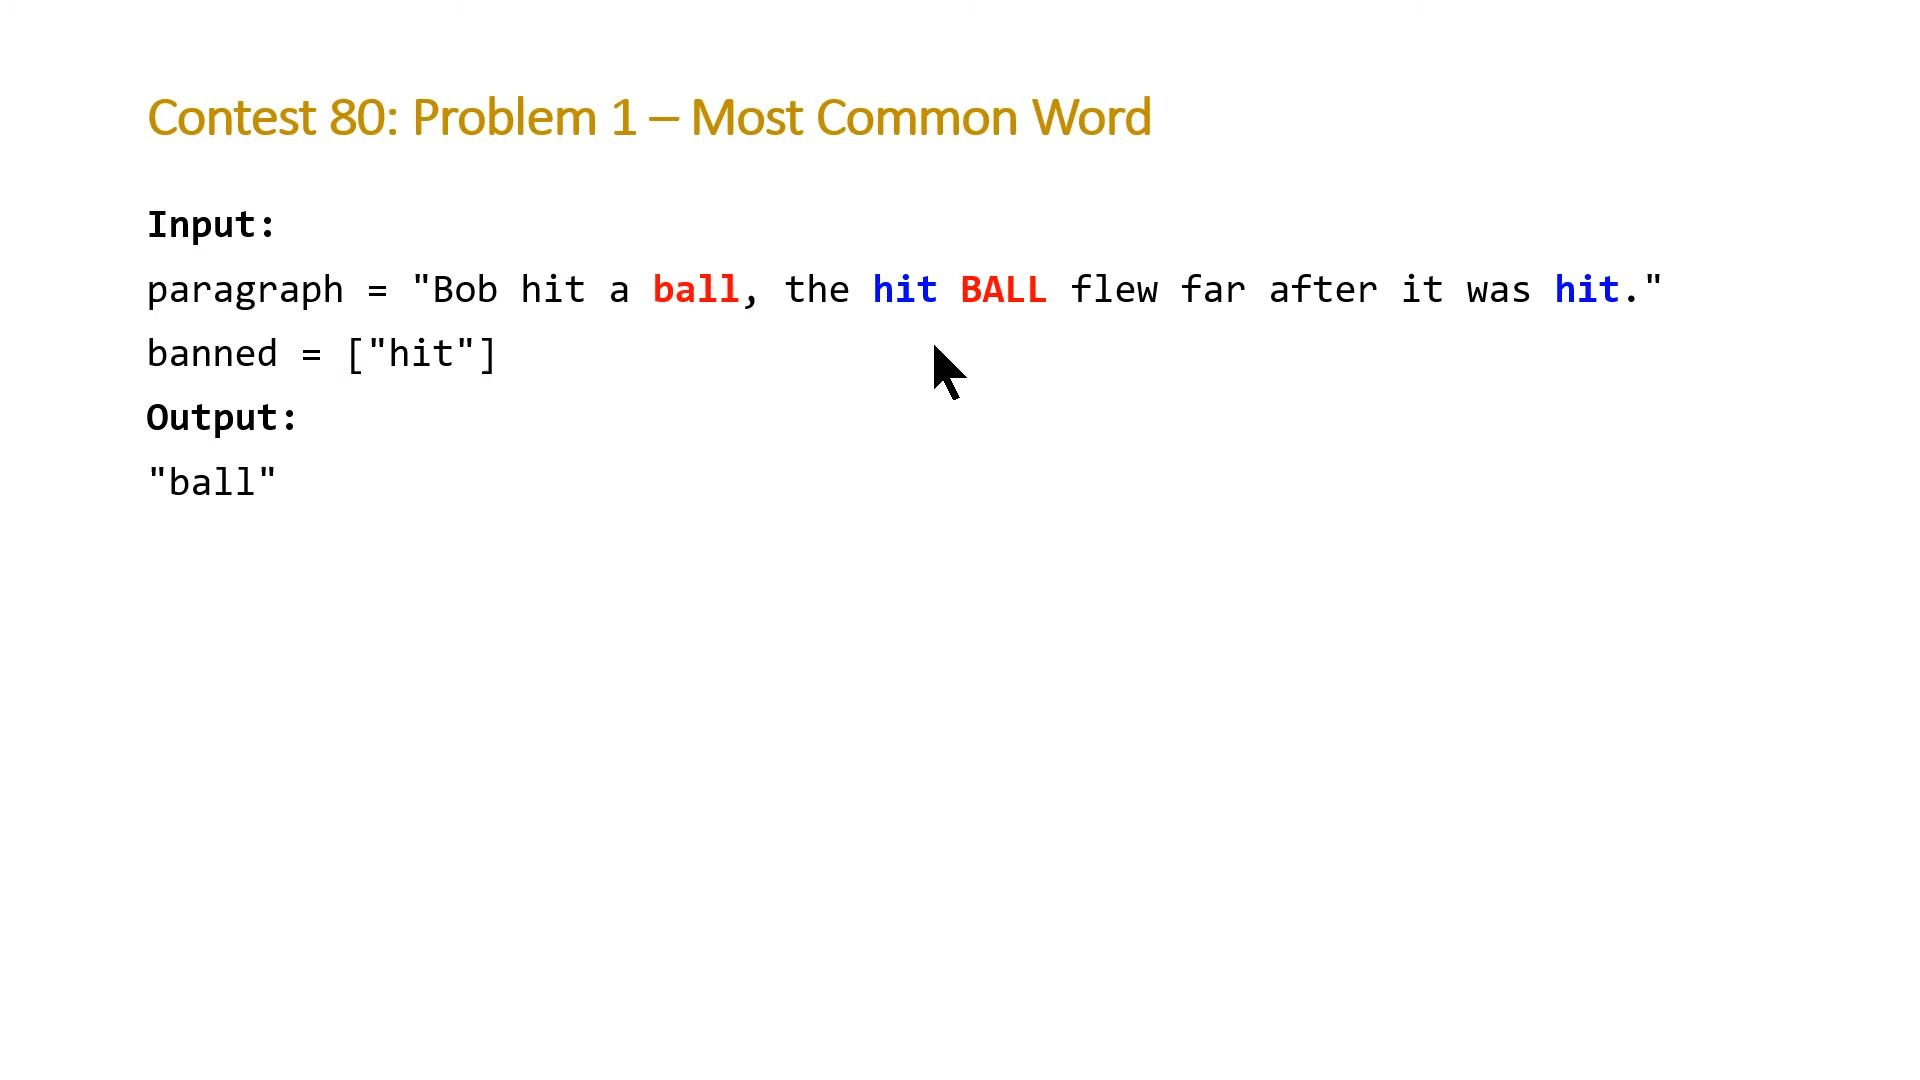 Contest 80: Problem 1 – Most Common Word
Input:
paragraph = "Bob hit a ball, the hit BALL flew far after it was hit."
banned = ["hit"]
Output:
"ball"